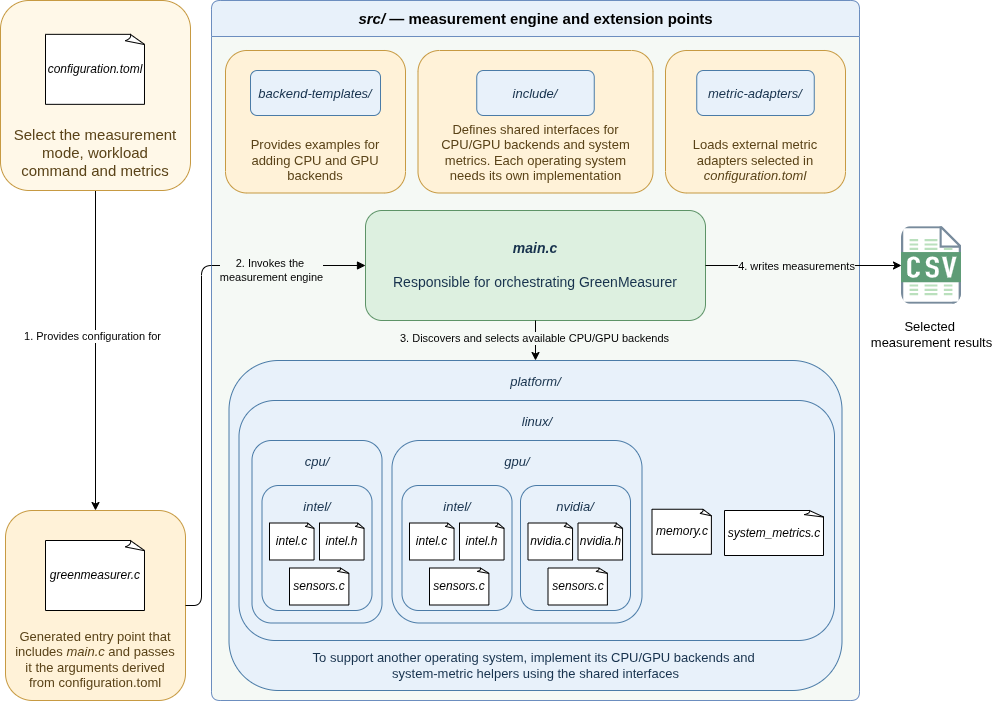 configuration.toml
Select the measurement
mode, workload
command and metrics
1. Provides configuration for
greenmeasurer.c
Generated entry point that
includes main.c and passes
it the arguments derived
from configuration.toml
2. Invokes the
measurement engine
src/ — measurement engine and extension points
backend-templates/
Provides examples for
adding CPU and GPU
backends
include/
Defines shared interfaces for
CPU/GPU backends and system
metrics. Each operating system
needs its own implementation
metric-adapters/
Loads external metric
adapters selected in
configuration.toml
main.c
Responsible for orchestrating GreenMeasurer
3. Discovers and selects available CPU/GPU backends
platform/
linux/
cpu/
intel/
intel.c
intel.h
sensors.c
gpu/
intel/
intel.c
intel.h
sensors.c
nvidia/
nvidia.c
nvidia.h
sensors.c
memory.c
system_metrics.c
To support another operating system, implement its CPU/GPU backends and
system-metric helpers using the shared interfaces
4. writes measurements
CSV
Selected
measurement results